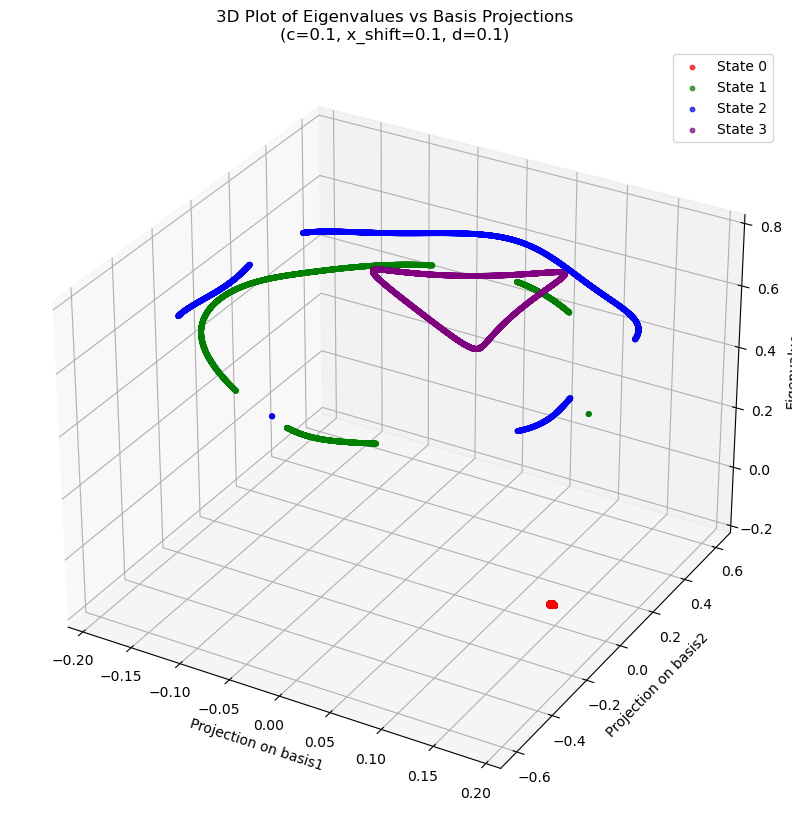 3D Plot of Eigenvalues vs Basis Projections
(c=0.1, x_shift=0.1, d=0.1)
State 0
State 1
State 2
State 3
0.8
0.6
0.4
0.2
0.0
−0.2
Eigenvalue
0.6
0.4
0.2
0.0
−0.2
−0.4
−0.6
Projection on basis2
−0.20
−0.15
−0.10
−0.05
0.00
0.05
0.10
0.15
0.20
Projection on basis1